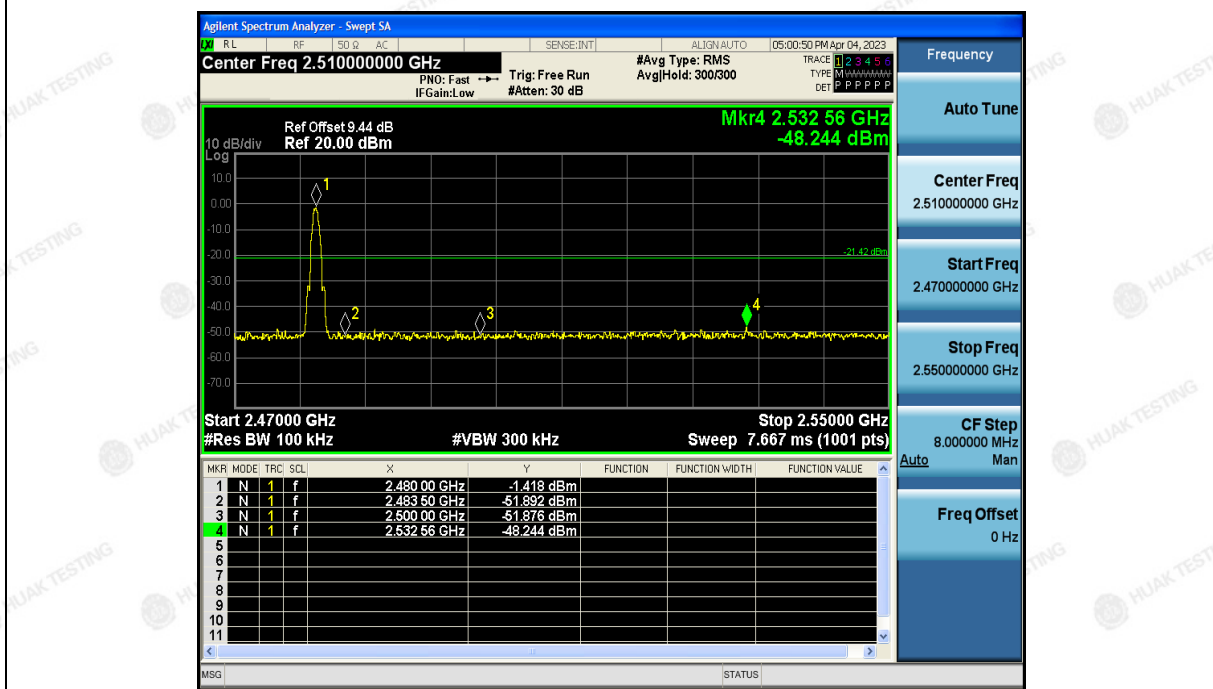 Agilent Spectrum Analyzer - Swept SA
LXI RL RF 50 Ω AC SENSE:INT ALIGN AUTO 05:00:50 PM Apr 04, 2023
Center Freq 2.510000000 GHz
PNO: Fast
IFGain:Low
Trig: Free Run
#Atten: 30 dB
#Avg Type: RMS
Avg|Hold: 300/300
TRACE 1 2 3 4 5 6
TYPE MWWWWW
DET P P P P P P
Mkr4 2.532 56 GHz
-48.244 dBm
Ref Offset 9.44 dB
10 dB/div Ref 20.00 dBm
Log
10.0
0.00
-10.0
-20.0
-30.0
-40.0
-50.0
-60.0
-70.0
1
2
3
4
-21.42 dBm
Start 2.47000 GHz Stop 2.55000 GHz
#Res BW 100 kHz #VBW 300 kHz Sweep 7.667 ms (1001 pts)
MKR MODE TRC SCL X Y FUNCTION FUNCTION WIDTH FUNCTION VALUE
1 N 1 f 2.480 00 GHz -1.418 dBm
2 N 1 f 2.483 50 GHz -51.892 dBm
3 N 1 f 2.500 00 GHz -51.876 dBm
4 N 1 f 2.532 56 GHz -48.244 dBm
5
6
7
8
9
10
11
MSG STATUS
Frequency
Auto Tune
Center Freq
2.510000000 GHz
Start Freq
2.470000000 GHz
Stop Freq
2.550000000 GHz
CF Step
8.000000 MHz
Auto Man
Freq Offset
0 Hz
HUAK TESTING